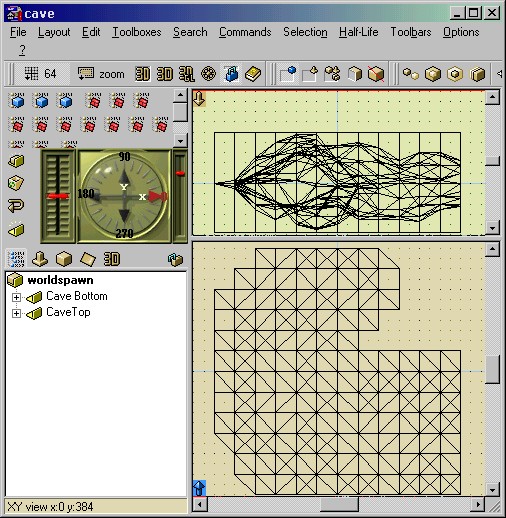 cave
File Layout Edit Toolboxes Search Commands Selection Half-Life Toolbars Options
?
64 zoom 3D 3D 3D
90
180 Y X
270
3D
worldspawn
Cave Bottom
CaveTop
XY view x:0 y:384